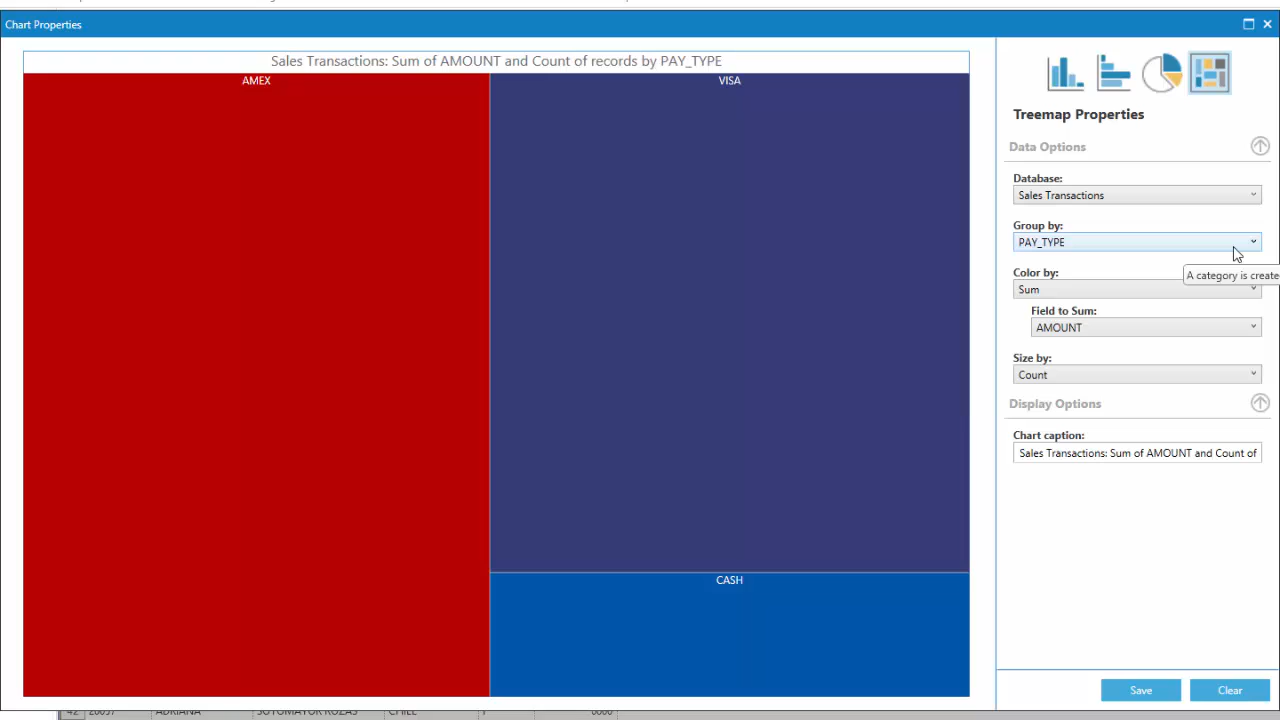 Chart Properties
Sales Transactions: Sum of AMOUNT and Count of records by PAY_TYPE
AMEX
VISA
CASH
Treemap Properties
Data Options
Database:
Sales Transactions
Group by:
PAY_TYPE
A category is create
Color by:
Sum
Field to Sum:
AMOUNT
Size by:
Count
Display Options
Chart caption:
Sales Transactions: Sum of AMOUNT and Count of
Save
Clear